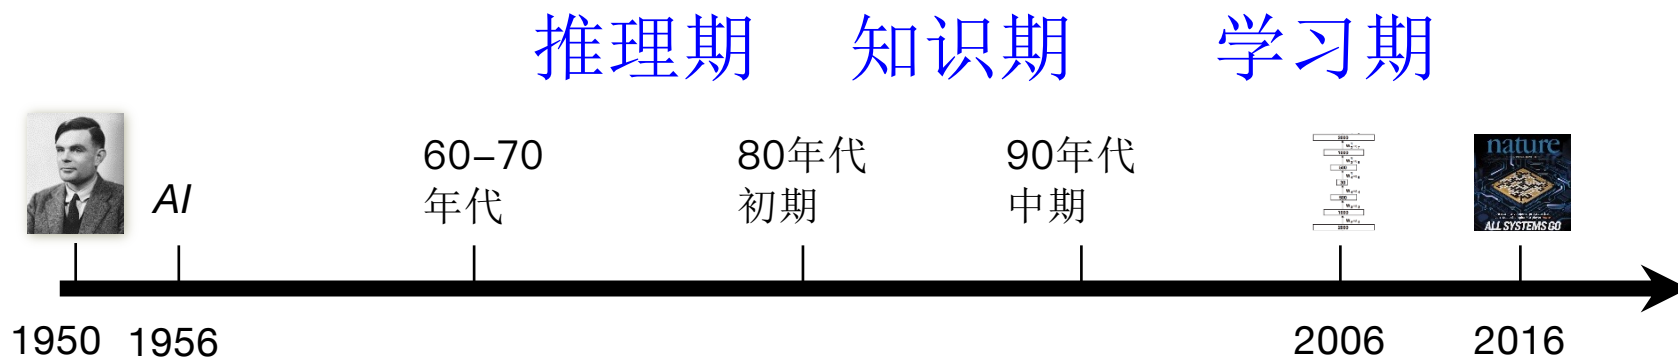 推理期 知识期 学习期
AI
60–70
年代
80年代
初期
90年代
中期
nature
ALL SYSTEMS GO
1950 1956 2006 2016